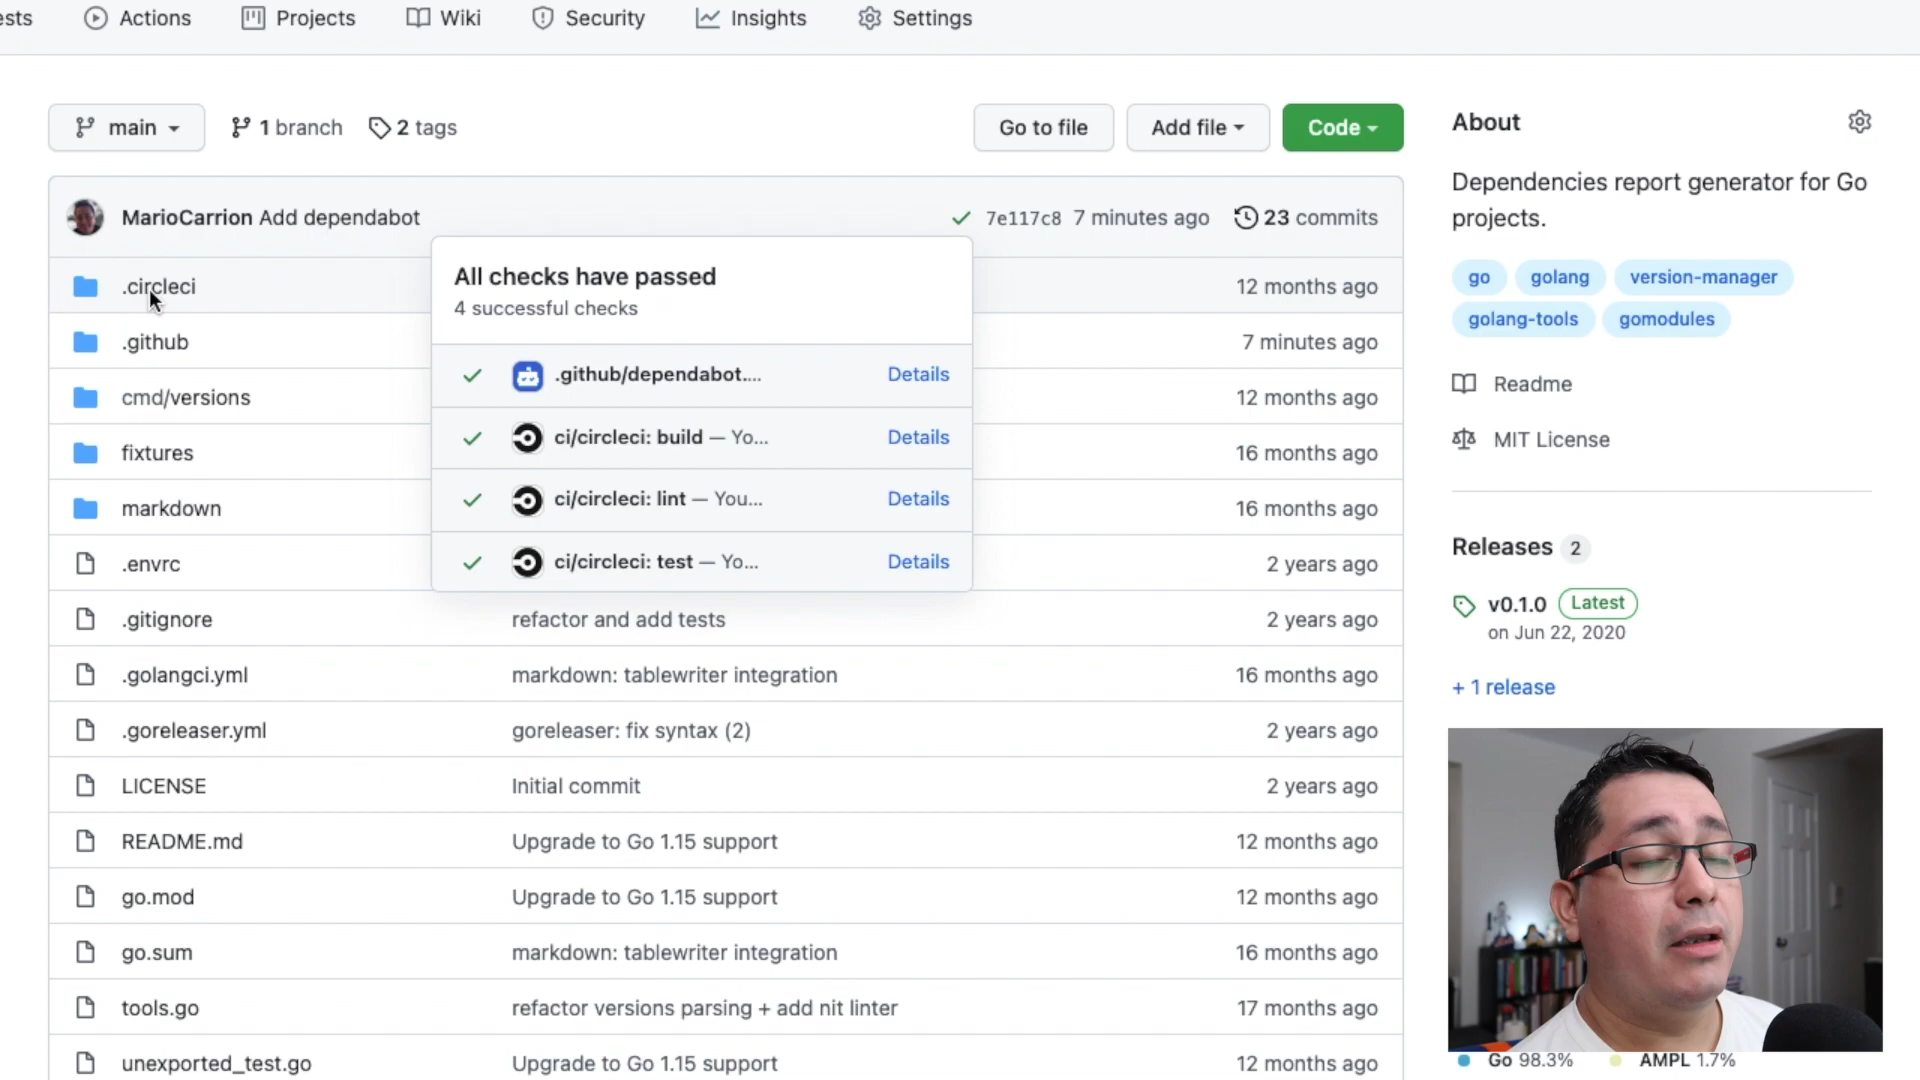 ests Actions Projects Wiki Security Insights Settings
main 1 branch 2 tags Go to file Add file Code
MarioCarrion Add dependabot 7e117c8 7 minutes ago 23 commits
All checks have passed
4 successful checks
.github/dependabot.... Details
ci/circleci: build — Yo... Details
ci/circleci: lint — You... Details
ci/circleci: test — Yo... Details
.circleci 12 months ago
.github 7 minutes ago
cmd/versions 12 months ago
fixtures 16 months ago
markdown 16 months ago
.envrc 2 years ago
.gitignore refactor and add tests 2 years ago
.golangci.yml markdown: tablewriter integration 16 months ago
.goreleaser.yml goreleaser: fix syntax (2) 2 years ago
LICENSE Initial commit 2 years ago
README.md Upgrade to Go 1.15 support 12 months ago
go.mod Upgrade to Go 1.15 support 12 months ago
go.sum markdown: tablewriter integration 16 months ago
tools.go refactor versions parsing + add nit linter 17 months ago
unexported_test.go Upgrade to Go 1.15 support 12 months ago
About
Dependencies report generator for Go
projects.
go golang version-manager
golang-tools gomodules
Readme
MIT License
Releases 2
v0.1.0 Latest
on Jun 22, 2020
+ 1 release
Go 98.3% AMPL 1.7%